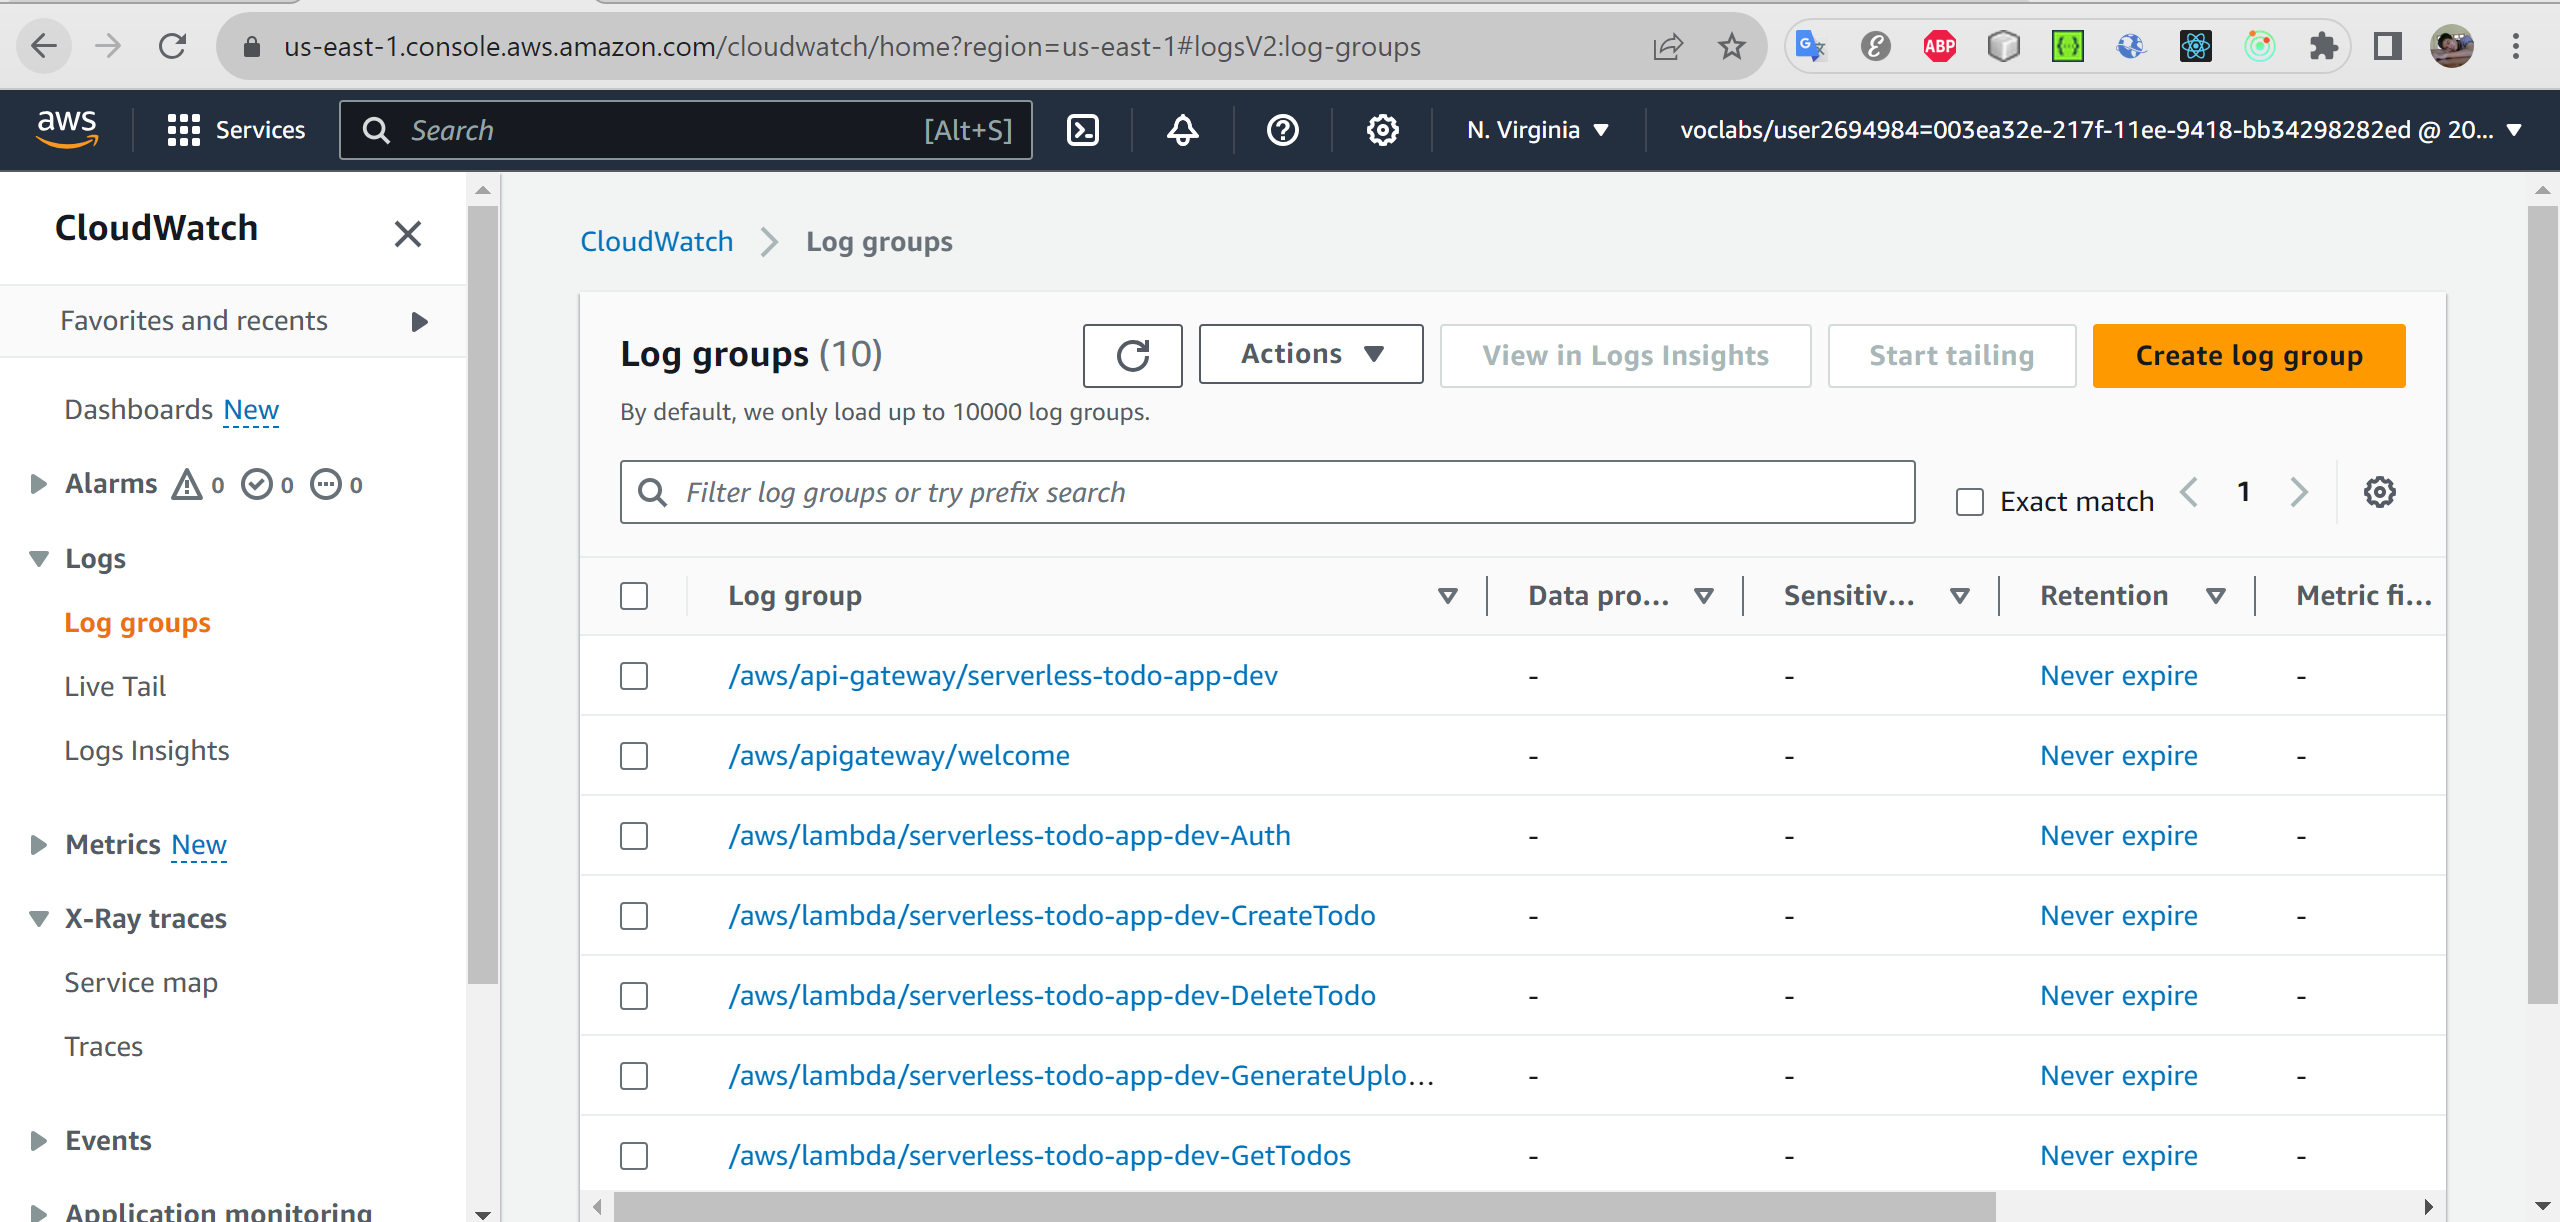 us-east-1.console.aws.amazon.com/cloudwatch/home?region=us-east-1#logsV2:log-groups
ABP
aws
Services
Search
[Alt+S]
N. Virginia
voclabs/user2694984=003ea32e-217f-11ee-9418-bb34298282ed @ 20...
CloudWatch
Favorites and recents
Dashboards New
Alarms 0 0 0
Logs
Log groups
Live Tail
Logs Insights
Metrics New
X-Ray traces
Service map
Traces
Events
Application monitoring
CloudWatch > Log groups
Log groups (10)
Actions
View in Logs Insights
Start tailing
Create log group
By default, we only load up to 10000 log groups.
Filter log groups or try prefix search
Exact match
1
Log group Data pro... Sensitiv... Retention Metric fi...
/aws/api-gateway/serverless-todo-app-dev - - Never expire -
/aws/apigateway/welcome - - Never expire -
/aws/lambda/serverless-todo-app-dev-Auth - - Never expire -
/aws/lambda/serverless-todo-app-dev-CreateTodo - - Never expire -
/aws/lambda/serverless-todo-app-dev-DeleteTodo - - Never expire -
/aws/lambda/serverless-todo-app-dev-GenerateUplo... - - Never expire -
/aws/lambda/serverless-todo-app-dev-GetTodos - - Never expire -